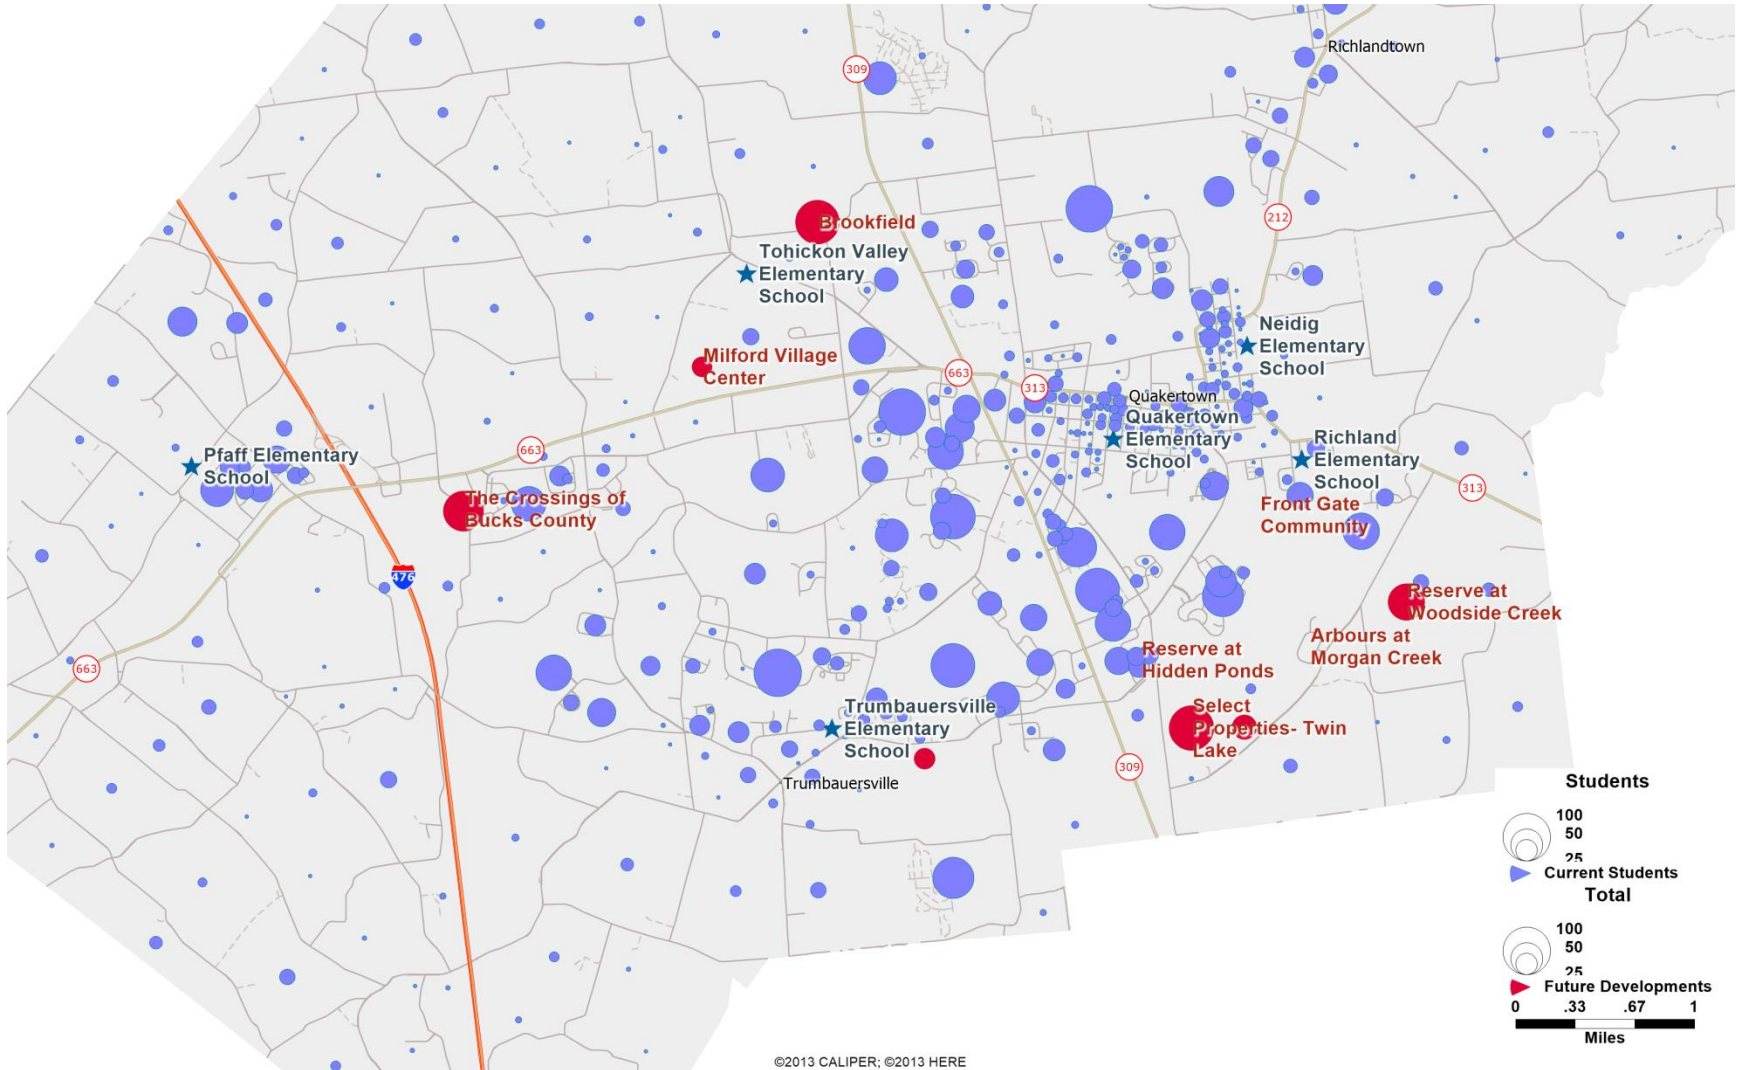 309
Richlandtown
212
Brookfield
Tohickon Valley
Elementary
School
Neidig
Elementary
School
Milford Village
Center
663
313
Quakertown
Quakertown
Elementary
School
Richland
Elementary
School
Pfaff Elementary
School
663
313
The Crossings of
Bucks County
Front Gate
Community
476
Reserve at
Woodside Creek
Arbours at
Morgan Creek
Reserve at
Hidden Ponds
663
Select
Properties- Twin
Lake
Trumbauersville
Elementary
School
309
Trumbauersville
Students
100
50
25
Current Students
Total
100
50
25
Future Developments
0 .33 .67 1
Miles
©2013 CALIPER; ©2013 HERE